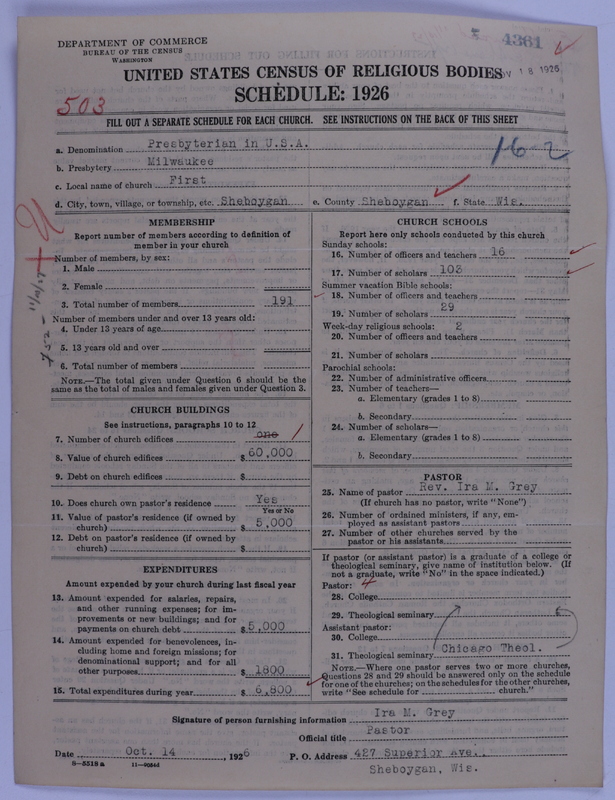 DEPARTMENT OF COMMERCE
BUREAU OF THE CENSUS
WASHINGTON
4361
NOV 18 1926
UNITED STATES CENSUS OF RELIGIOUS BODIES
SCHEDULE: 1926
503
FILL OUT A SEPARATE SCHEDULE FOR EACH CHURCH. SEE INSTRUCTIONS ON THE BACK OF THIS SHEET
16-2
a. Denomination Presbyterian in U.S.A.
b. Presbytery Milwaukee
c. Local name of church First
d. City, town, village, or township, etc. Sheboygan e. County Sheboygan f. State Wis.
MEMBERSHIP
Report number of members according to definition of member in your church
Number of members, by sex:
1. Male
2. Female
3. Total number of members 191
Number of members under and over 13 years old:
4. Under 13 years of age
5. 13 years old and over
6. Total number of members
NOTE.—The total given under Question 6 should be
same as the total of males and females given under Question 3.
CHURCH BUILDINGS
See instructions, paragraphs 10 to 12
7. Number of church edifices one 1
8. Value of church edifices $60,000
9. Debt on church edifices $
10. Does church own pastor's residence Yes
Yes or No
11. Value of pastor's residence (if owned by
church) $ 5,000
12. Debt on pastor's residence (if owned by
church) $
EXPENDITURES
Amount expended by your church during last fiscal year
13. Amount expended for salaries, repairs,
and other running expenses; for im-
provements or new buildings; and for
payments on church debt $5,000
14. Amount expended for benevolences, in-
cluding home and foreign missions; for
denominational support; and for all
other purposes $ 1800
15. Total expenditures during year $ 6,800
CHURCH SCHOOLS
Report here only schools conducted by this church
Sunday schools:
16. Number of officers and teachers 16
17. Number of scholars 103
Summer vacation Bible schools:
18. Number of officers and teachers
29
19. Number of scholars
Week-day religious schools: 2
20. Number of officers and teachers
21. Number of scholars
Parochial schools:
22. Number of administrative officers
23. Number of teachers—
a. Elementary (grades 1 to 8)
b. Secondary
24. Number of scholars—
a. Elementary (grades 1 to 8)
b. Secondary
PASTOR
25. Name of pastor Rev. Ira M. Grey
(If church has no pastor, write "None")
26. Number of ordained ministers, if any, em-
ployed as assistant pastors
27. Number of other churches served by the
pastor or his assistants
If pastor (or assistant pastor) is a graduate of a college or
theological seminary, give name of institution below. (If
not a graduate, write "No" in the space indicated.)
Pastor:
28. College
29. Theological seminary
Assistant pastor:
30. College
31. Theological seminary Chicago Theol.
NOTE.—Where one pastor serves two or more churches,
Questions 28 and 29 should be answered only on the schedule
for one of the churches; on the schedules for the other churches,
write "See schedule for church."
Signature of person furnishing information Ira M. Grey
Official title Pastor
Date Oct. 14, 1926 P. O. Address 427 Superior Ave.,
8-5518 a
Sheboygan, Wis.